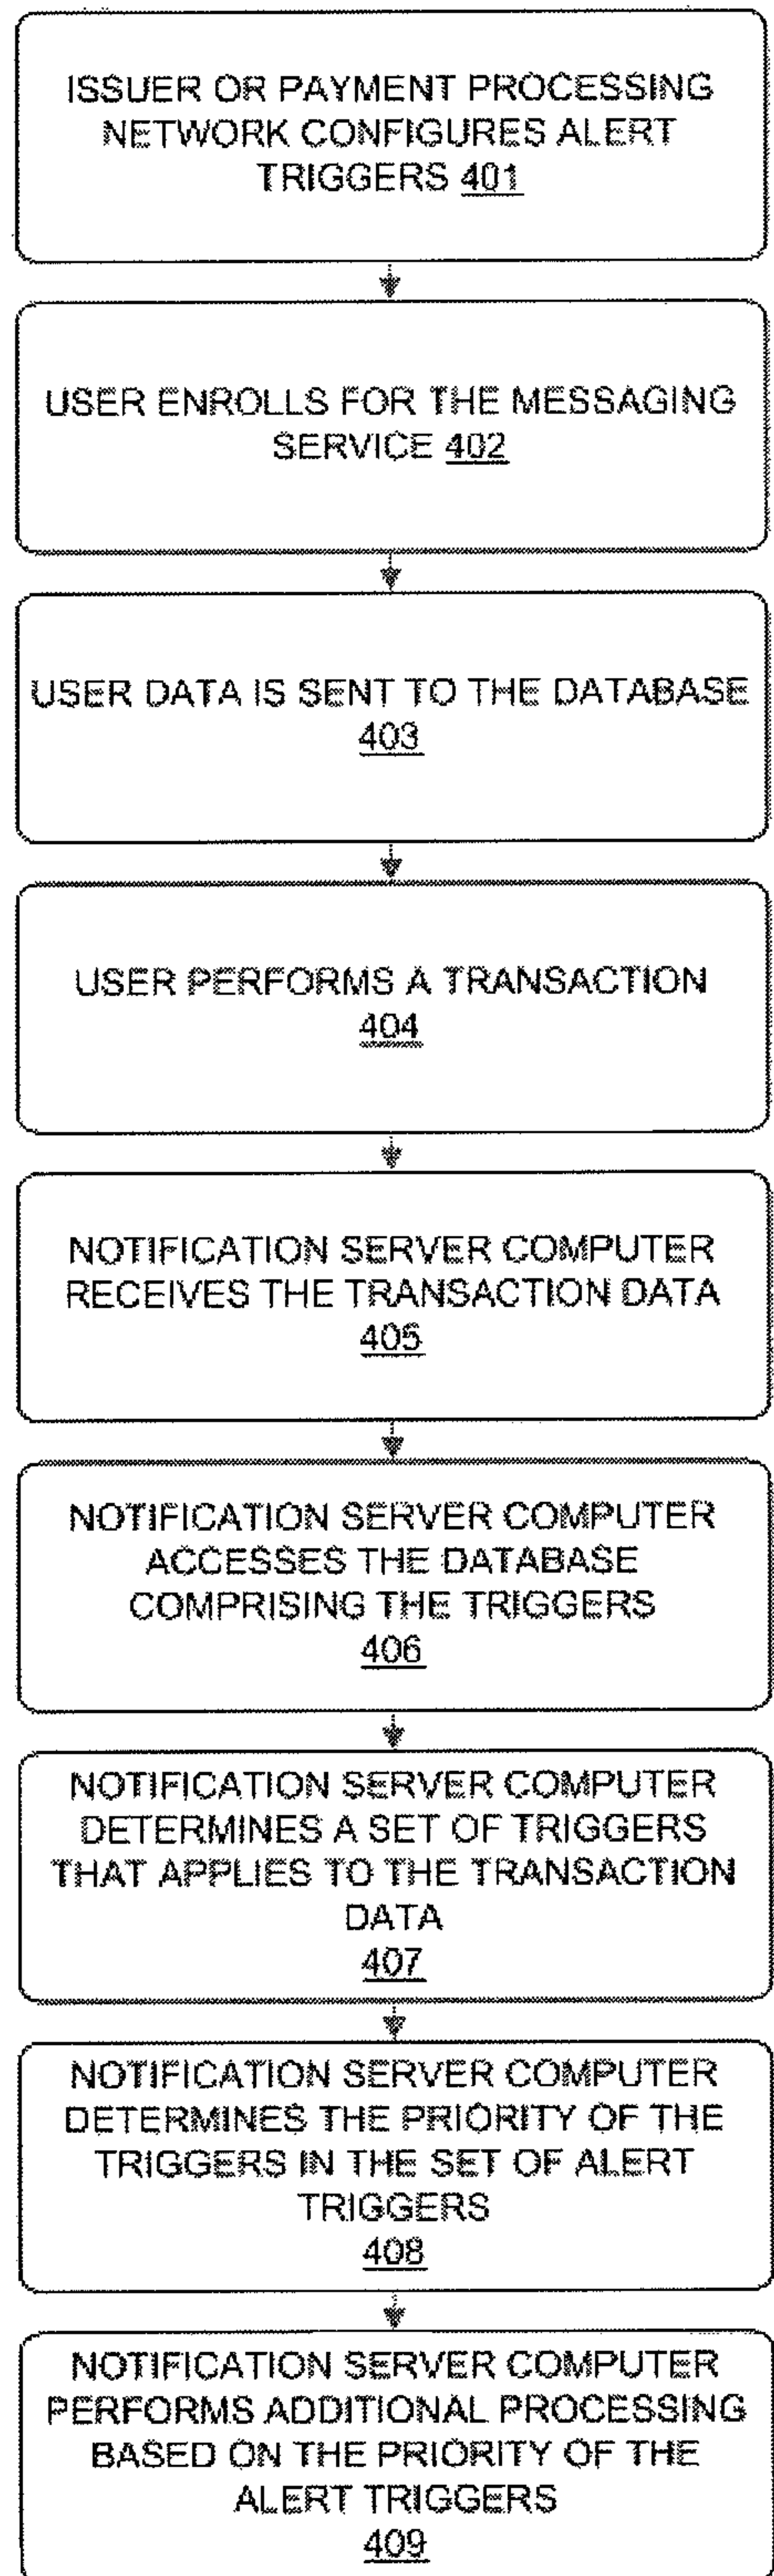 ISSUER OR PAYMENT PROCESSING
NETWORK CONFIGURES ALERT
TRIGGERS 401
USER ENROLLS FOR THE MESSAGING
SERVICE 402
USER DATA IS SENT TO THE DATABASE
403
USER PERFORMS A TRANSACTION
404
NOTIFICATION SERVER COMPUTER
RECEIVES THE TRANSACTION DATA
405
NOTIFICATION SERVER COMPUTER
ACCESSES THE DATABASE
COMPRISING THE TRIGGERS
406
NOTIFICATION SERVER COMPUTER
DETERMINES A SET OF TRIGGERS
THAT APPLIES TO THE TRANSACTION
DATA
407
NOTIFICATION SERVER COMPUTER
DETERMINES THE PRIORITY OF THE
TRIGGERS IN THE SET OF ALERT
TRIGGERS
408
NOTIFICATION SERVER COMPUTER
PERFORMS ADDITIONAL PROCESSING
BASED ON THE PRIORITY OF THE
ALERT TRIGGERS
409